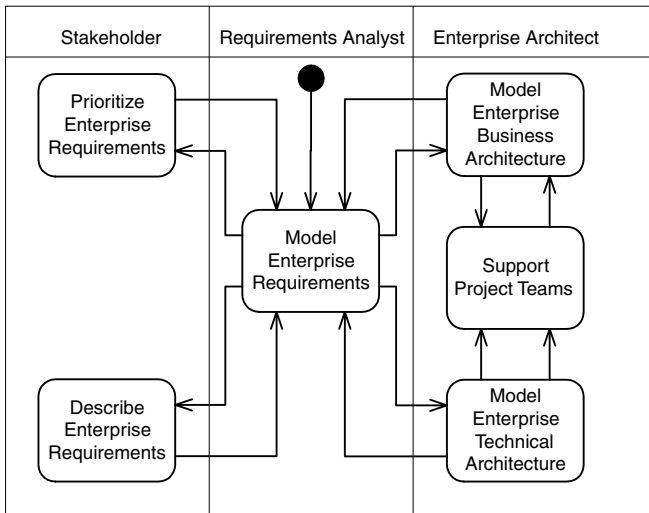 Stakeholder
Requirements Analyst
Enterprise Architect
Prioritize
Enterprise
Requirements
Model
Enterprise
Business
Architecture
Model
Enterprise
Requirements
Support
Project Teams
Describe
Enterprise
Requirements
Model
Enterprise
Technical
Architecture